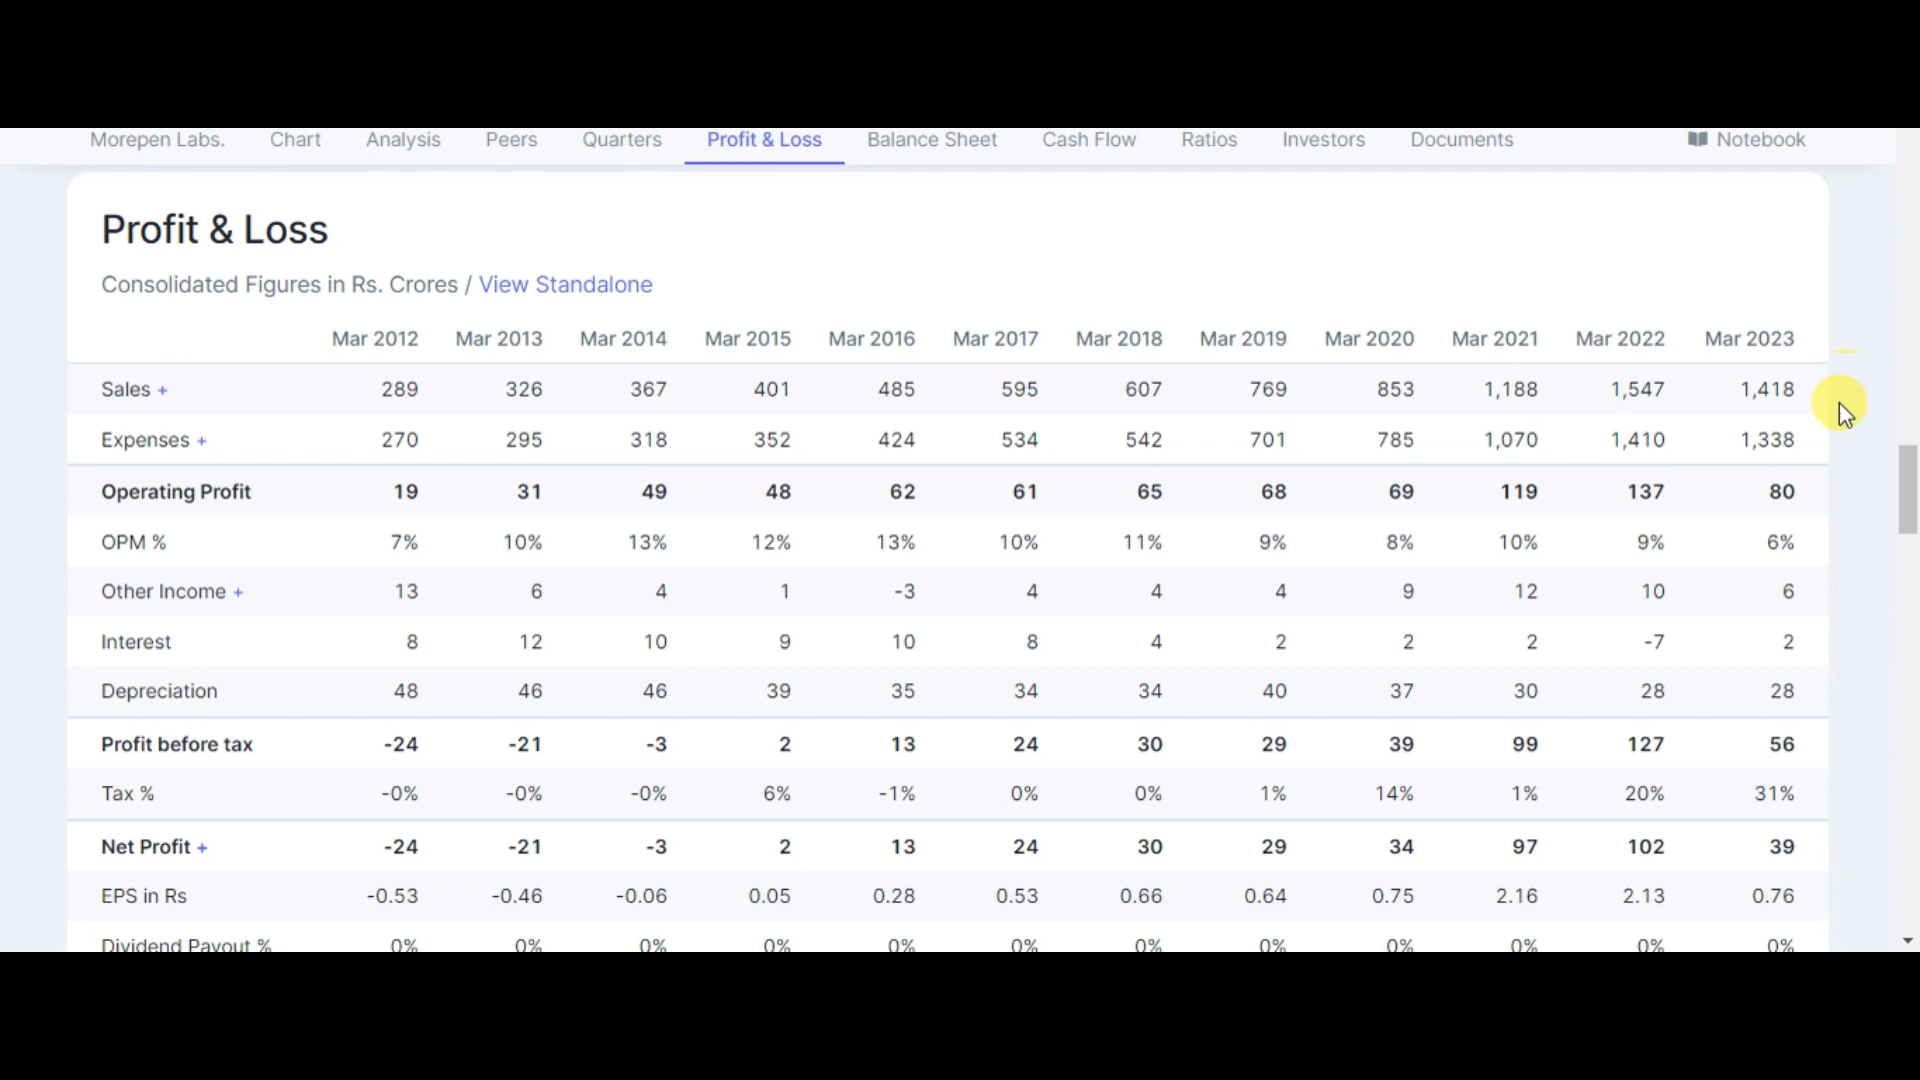 Morepen Labs. Chart Analysis Peers Quarters Profit & Loss Balance Sheet Cash Flow Ratios Investors Documents Notebook
Profit & Loss
Consolidated Figures in Rs. Crores / View Standalone
Mar 2012 Mar 2013 Mar 2014 Mar 2015 Mar 2016 Mar 2017 Mar 2018 Mar 2019 Mar 2020 Mar 2021 Mar 2022 Mar 2023
Sales + 289 326 367 401 485 595 607 769 853 1,188 1,547 1,418
Expenses + 270 295 318 352 424 534 542 701 785 1,070 1,410 1,338
Operating Profit 19 31 49 48 62 61 65 68 69 119 137 80
OPM % 7% 10% 13% 12% 13% 10% 11% 9% 8% 10% 9% 6%
Other Income + 13 6 4 1 -3 4 4 4 9 12 10 6
Interest 8 12 10 9 10 8 4 2 2 2 -7 2
Depreciation 48 46 46 39 35 34 34 40 37 30 28 28
Profit before tax -24 -21 -3 2 13 24 30 29 39 99 127 56
Tax % -0% -0% -0% 6% -1% 0% 0% 1% 14% 1% 20% 31%
Net Profit + -24 -21 -3 2 13 24 30 29 34 97 102 39
EPS in Rs -0.53 -0.46 -0.06 0.05 0.28 0.53 0.66 0.64 0.75 2.16 2.13 0.76
Dividend Payout % 0% 0% 0% 0% 0% 0% 0% 0% 0% 0% 0% 0%